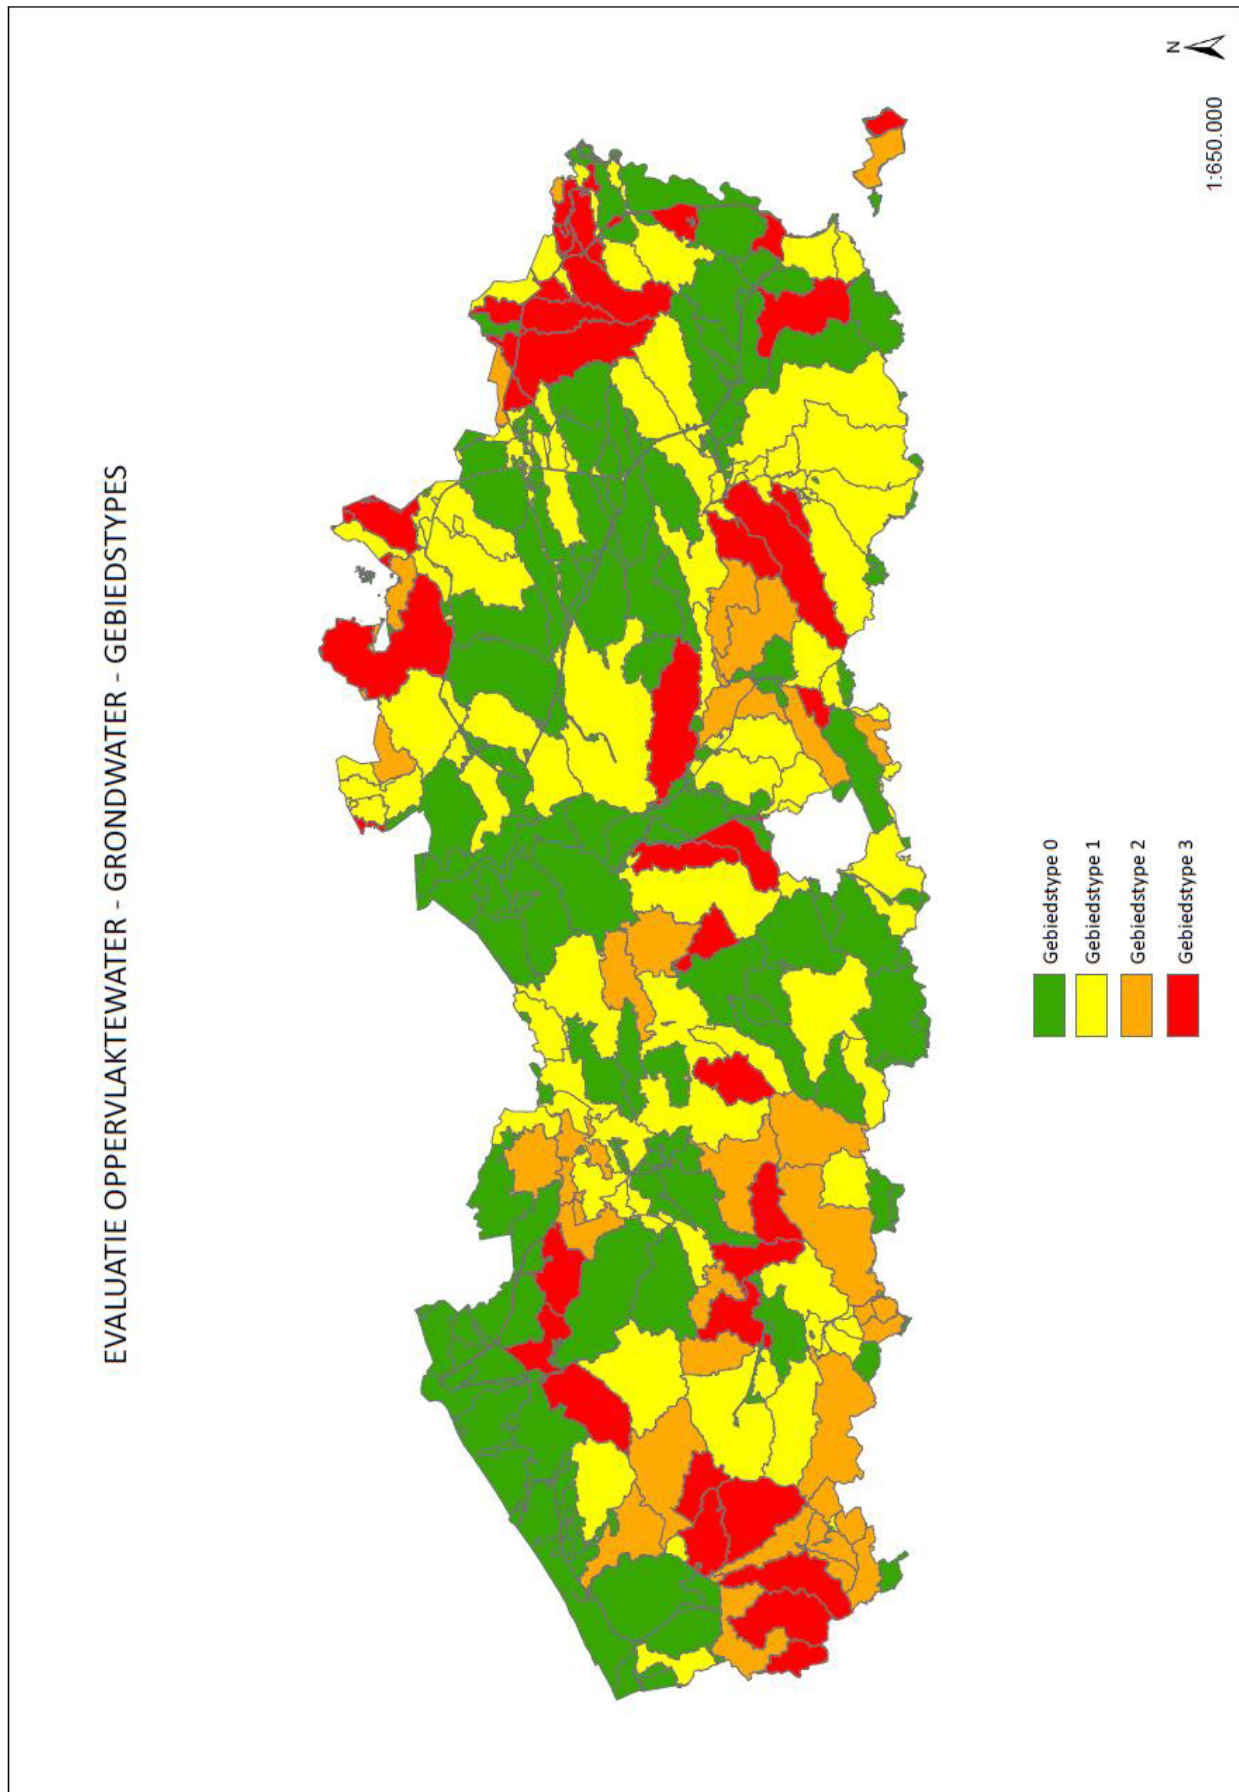 EVALUATIE OPPERVLAKTEWATER - GRONDWATER - GEBIEDSTYPES
Gebiedstype 0
Gebiedstype 1
Gebiedstype 2
Gebiedstype 3
N
1:650.000